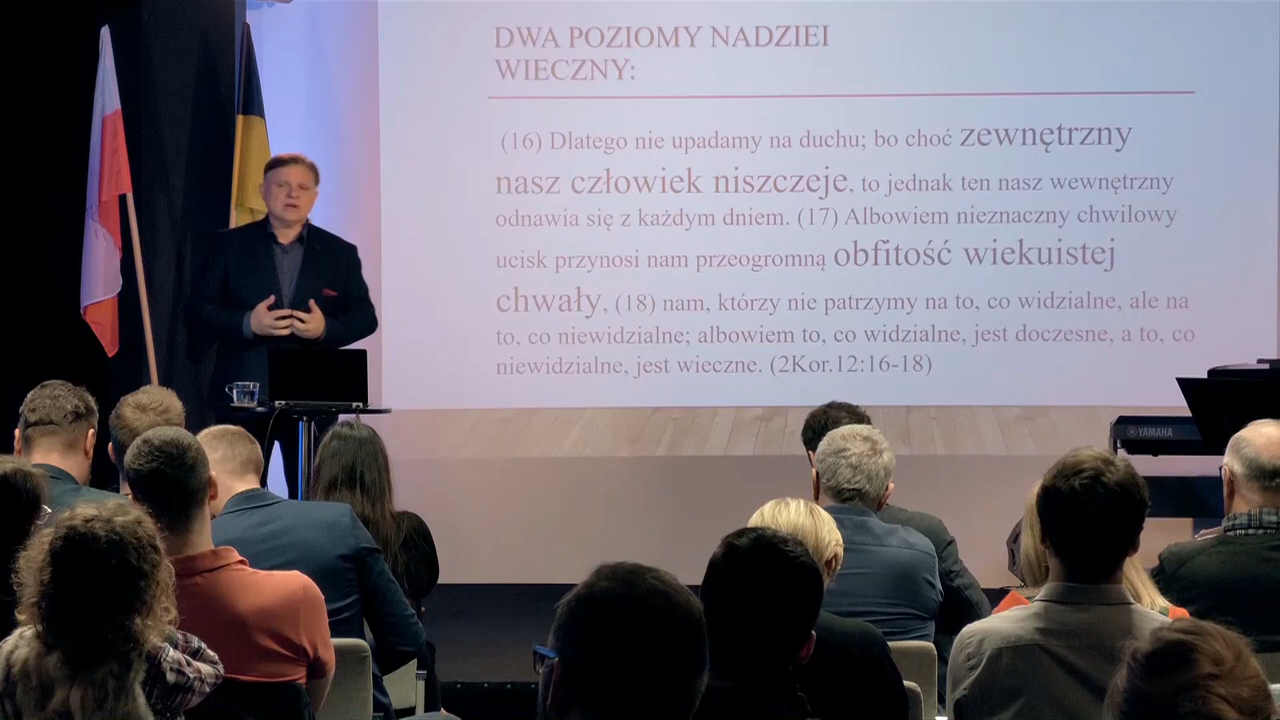 DWA POZIOMY NADZIEI
WIECZNY:
(16) Dlatego nie upadamy na duchu; bo choć zewnętrzny
nasz człowiek niszczeje, to jednak ten nasz wewnętrzny
odnawia się z każdym dniem. (17) Albowiem nieznaczny chwilowy
ucisk przynosi nam przeogromną obfitość wiekuistej
chwały, (18) nam, którzy nie patrzymy na to, co widzialne, ale na
to, co niewidzialne; albowiem to, co widzialne, jest doczesne, a to, co
niewidzialne, jest wieczne. (2Kor.12:16-18)
YAMAHA